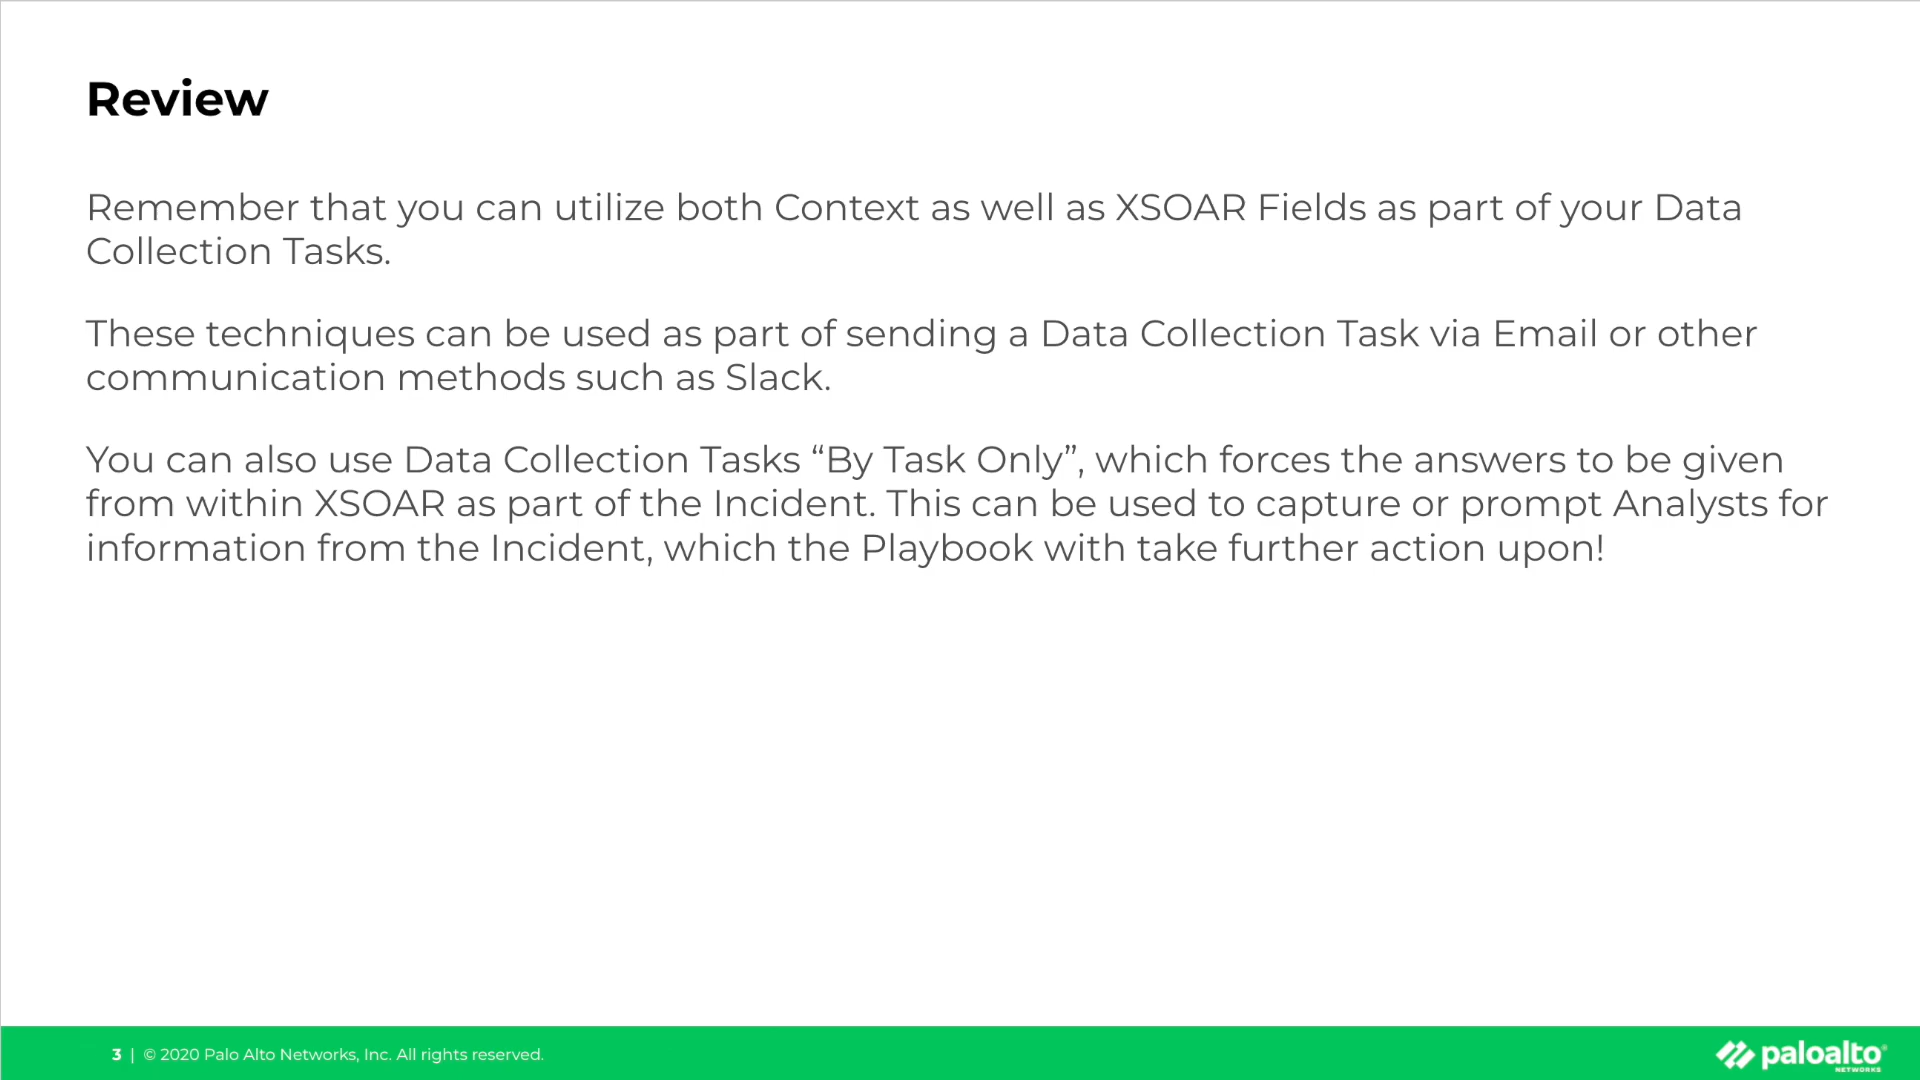 Review
Remember that you can utilize both Context as well as XSOAR Fields as part of your Data
Collection Tasks.
These techniques can be used as part of sending a Data Collection Task via Email or other
communication methods such as Slack.
You can also use Data Collection Tasks “By Task Only”, which forces the answers to be given
from within XSOAR as part of the Incident. This can be used to capture or prompt Analysts for
information from the Incident, which the Playbook with take further action upon!
3 | © 2020 Palo Alto Networks, Inc. All rights reserved.
paloalto®
NETWORKS